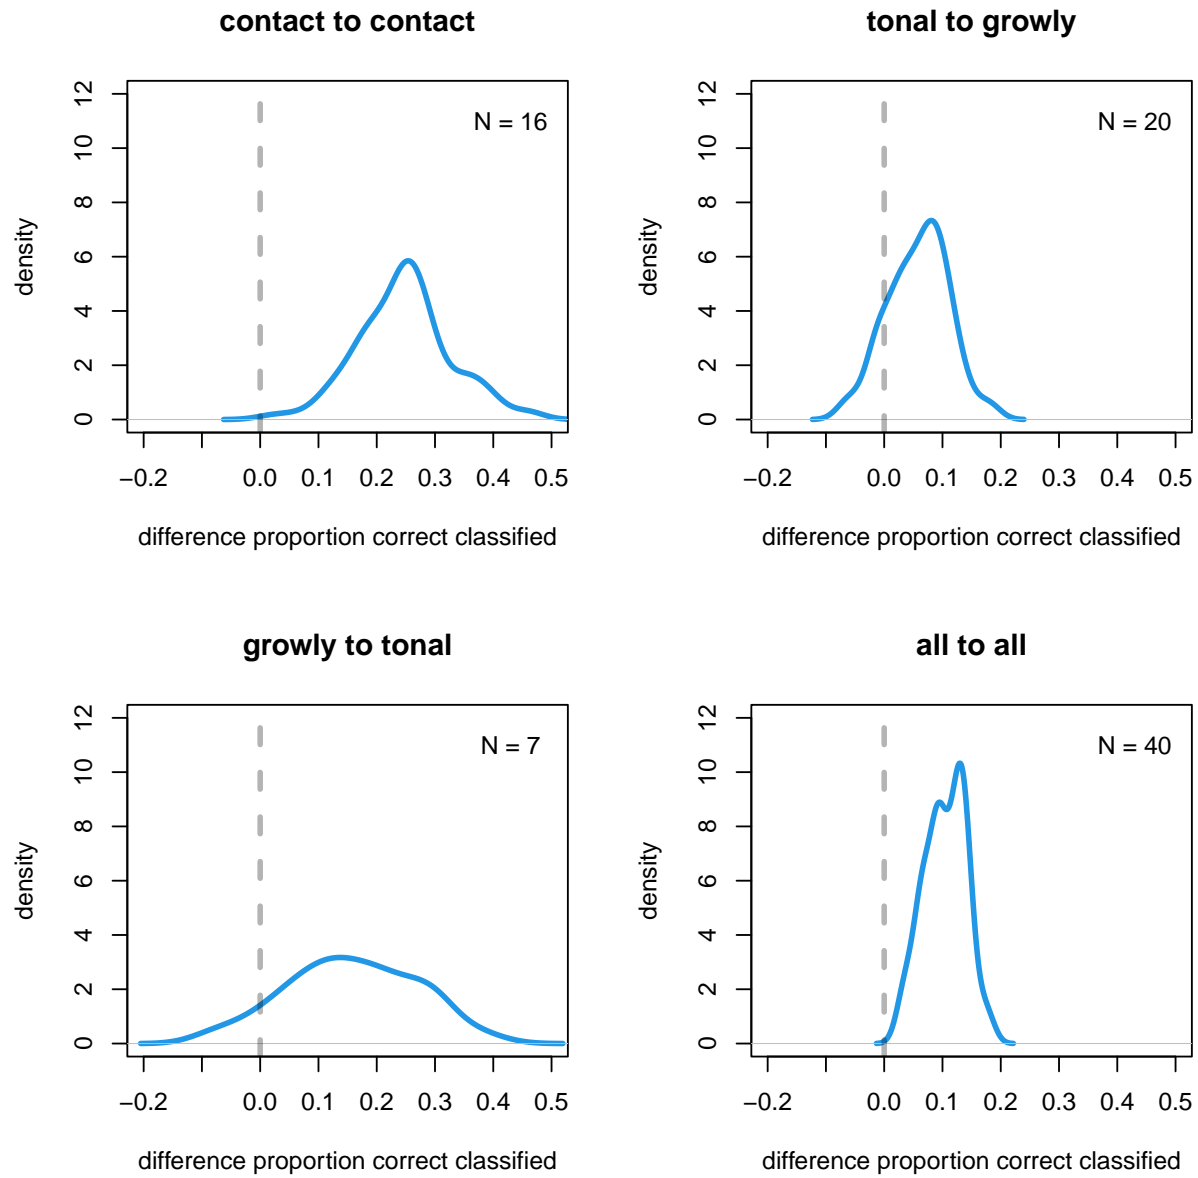 contact to contact
N = 16
density
0 2 4 6 8 10 12
−0.2 0.0 0.1 0.2 0.3 0.4 0.5
difference proportion correct classified
tonal to growly
N = 20
density
0 2 4 6 8 10 12
−0.2 0.0 0.1 0.2 0.3 0.4 0.5
difference proportion correct classified
growly to tonal
N = 7
density
0 2 4 6 8 10 12
−0.2 0.0 0.1 0.2 0.3 0.4 0.5
difference proportion correct classified
all to all
N = 40
density
0 2 4 6 8 10 12
−0.2 0.0 0.1 0.2 0.3 0.4 0.5
difference proportion correct classified